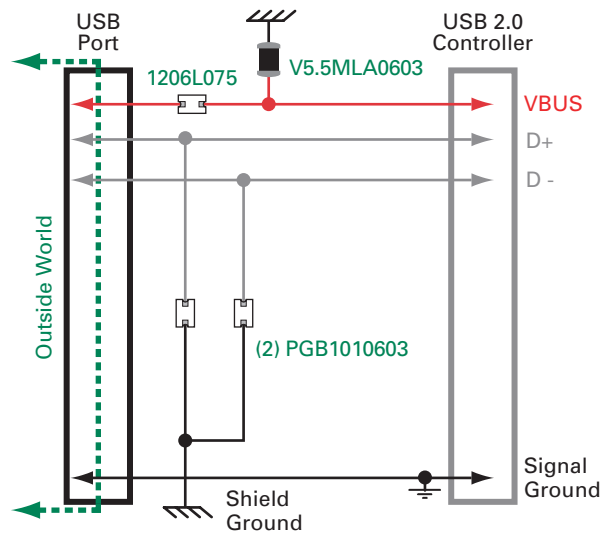 USB
Port
USB 2.0
Controller
V5.5MLA0603
1206L075
VBUS
D+
D -
Outside World
(2) PGB1010603
Shield
Ground
Signal
Ground